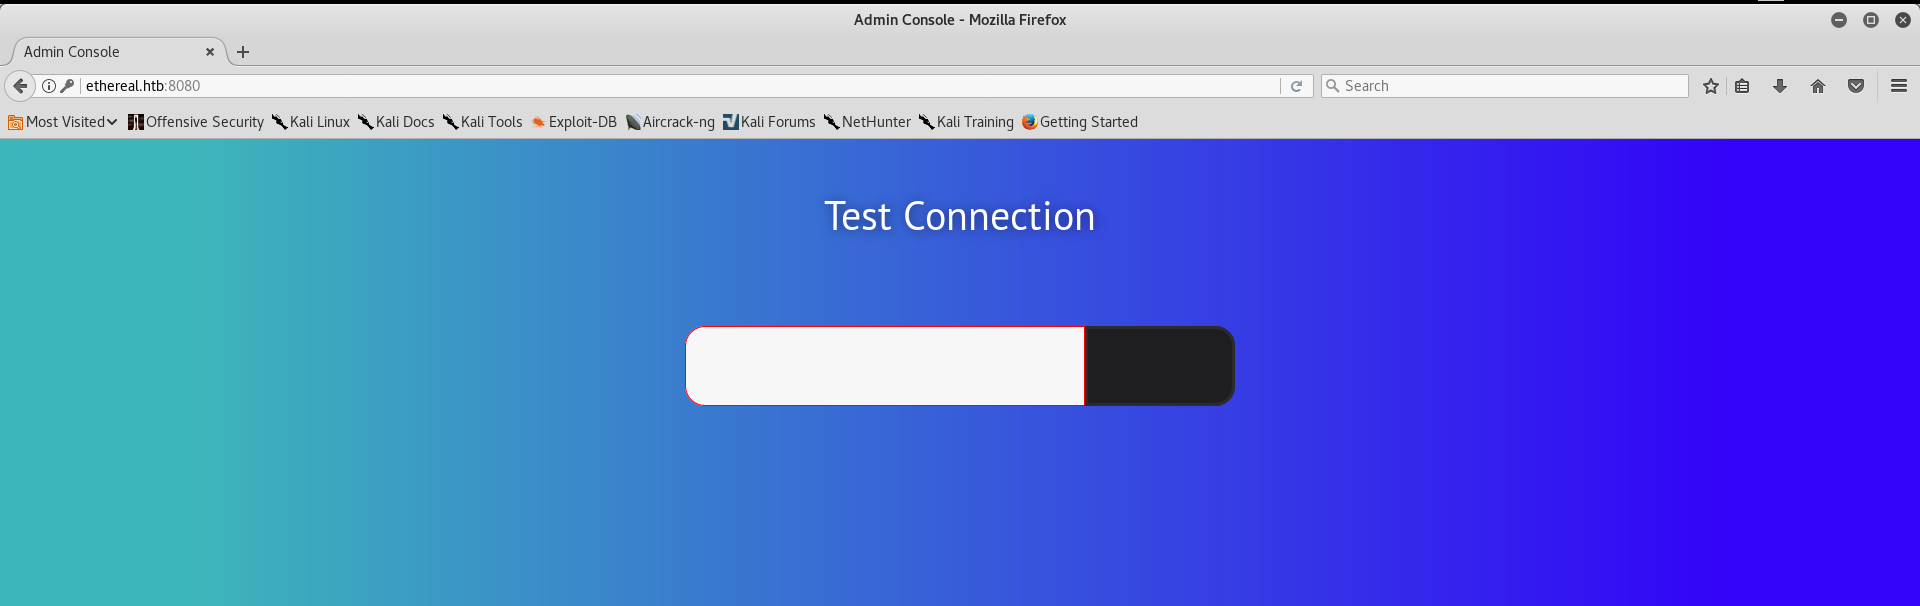 Admin Console - Mozilla Firefox
Admin Console
ethereal.htb:8080
Search
Most Visited Offensive Security Kali Linux Kali Docs Kali Tools Exploit-DB Aircrack-ng Kali Forums NetHunter Kali Training Getting Started
Test Connection